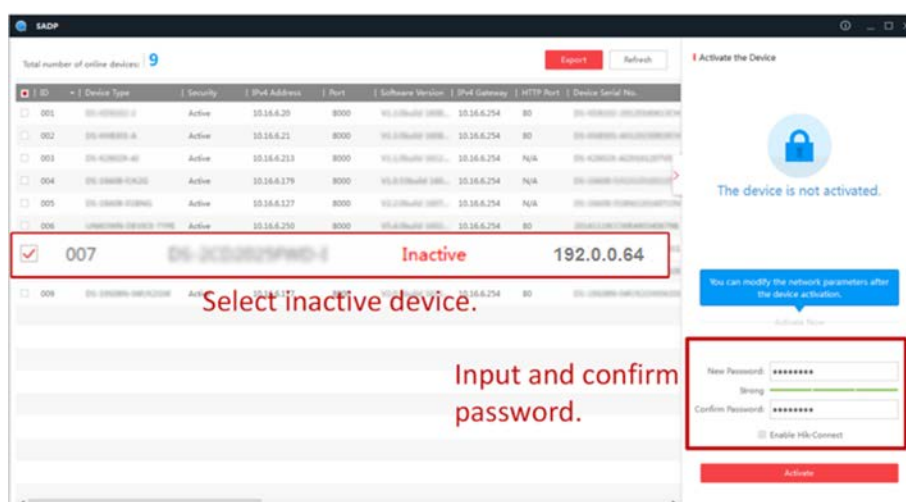 SADP
Total number of online devices: 9
Export
Refresh
ID | Device Type | Security | IPv4 Address | Port | Software Version | IPv4 Gateway | HTTP Port | Device Serial No.
001 Active 10.16.6.20 8000 10.16.6.254 80
002 Active 10.16.6.21 8000 10.16.6.254 80
003 Active 10.16.6.213 8000 10.16.6.254 N/A
004 Active 10.16.6.179 8000 10.16.6.254 N/A
005 Active 10.16.6.127 8000 10.16.6.254 N/A
006 Active 10.16.6.250 8000 10.16.6.254 80
007 Inactive 192.0.0.64
009 8000 10.16.6.254 80
Select inactive device.
Input and confirm
password.
Activate the Device
The device is not activated.
You can modify the network parameters after
the device activation.
Activate Now
New Password:
Strong
Confirm Password:
Enable Hik-Connect
Activate